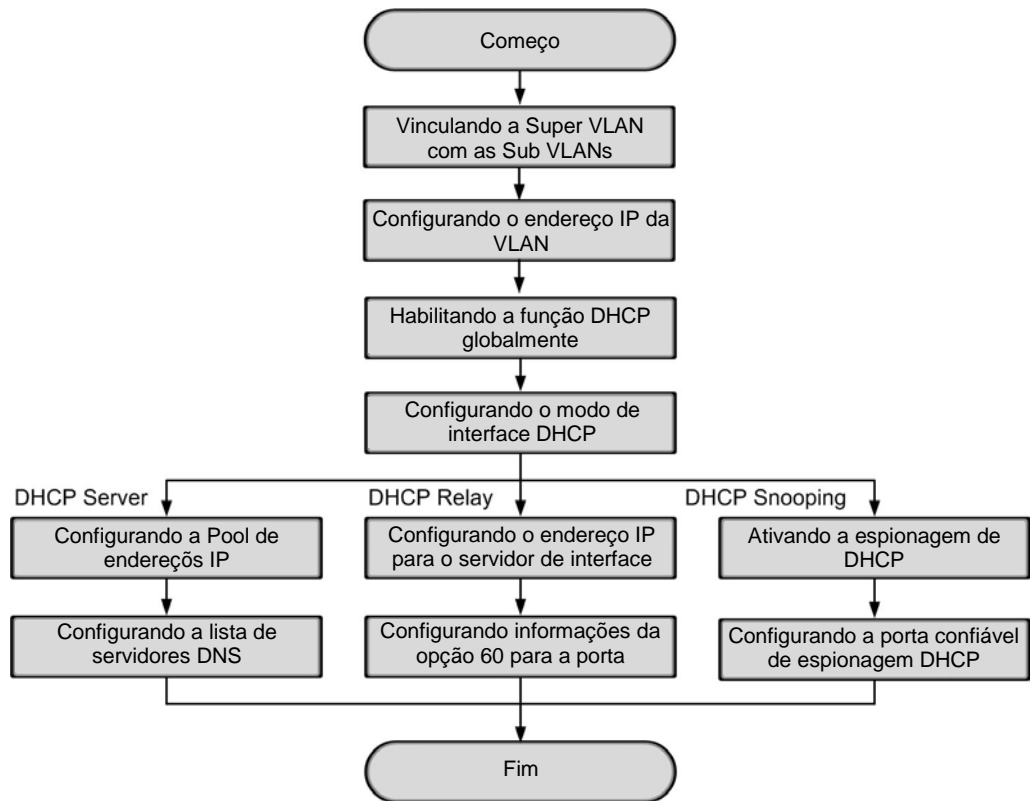 Começo
Vinculando a Super VLAN
com as Sub VLANs
Configurando o endereço IP da
VLAN
Habilitando a função DHCP
globalmente
Configurando o modo de
interface DHCP
DHCP Server
DHCP Relay
DHCP Snooping
Configurando a Pool de
endereçõs IP
Configurando o endereço IP
para o servidor de interface
Ativando a espionagem de
DHCP
Configurando a lista de
servidores DNS
Configurando informações da
opção 60 para a porta
Configurando a porta confiável
de espionagem DHCP
Fim